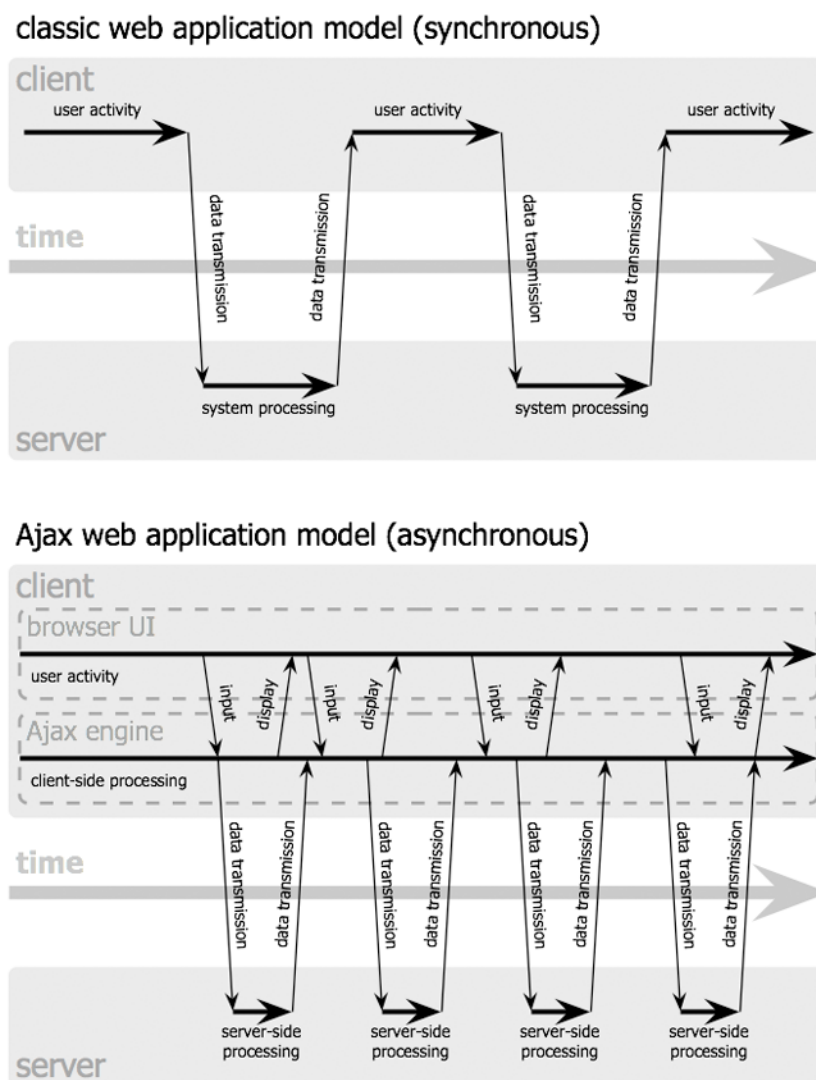 classic web application model (synchronous)
client
user activity
user activity
user activity
data transmission
data transmission
data transmission
data transmission
time
system processing
system processing
server
Ajax web application model (asynchronous)
client
browser UI
user activity
input
display
input
display
input
display
input
display
Ajax engine
client-side processing
data transmission
data transmission
data transmission
data transmission
data transmission
data transmission
data transmission
data transmission
time
server-side
processing
server-side
processing
server-side
processing
server-side
processing
server